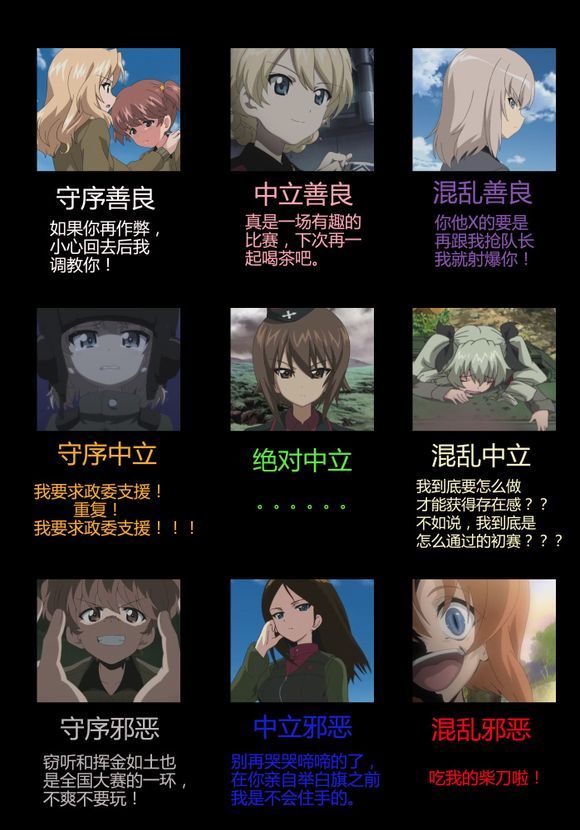 守序善良
如果你再作弊，
小心回去后我
调教你！
中立善良
真是一场有趣的
比赛，下次再一
起喝茶吧。
混乱善良
你他X的要是
再跟我抢队长
我就射爆你！
守序中立
我要求政委支援！
重复！
我要求政委支援！！！
绝对中立
。。。。。。
混乱中立
我到底要怎么做
才能获得存在感？？
不如说，我到底是
怎么通过的初赛？？？
守序邪恶
窃听和挥金如土也
是全国大赛的一环，
不爽不要玩！
中立邪恶
别再哭哭啼啼的了，
在你亲自举白旗之前
我是不会住手的。
混乱邪恶
吃我的柴刀啦！